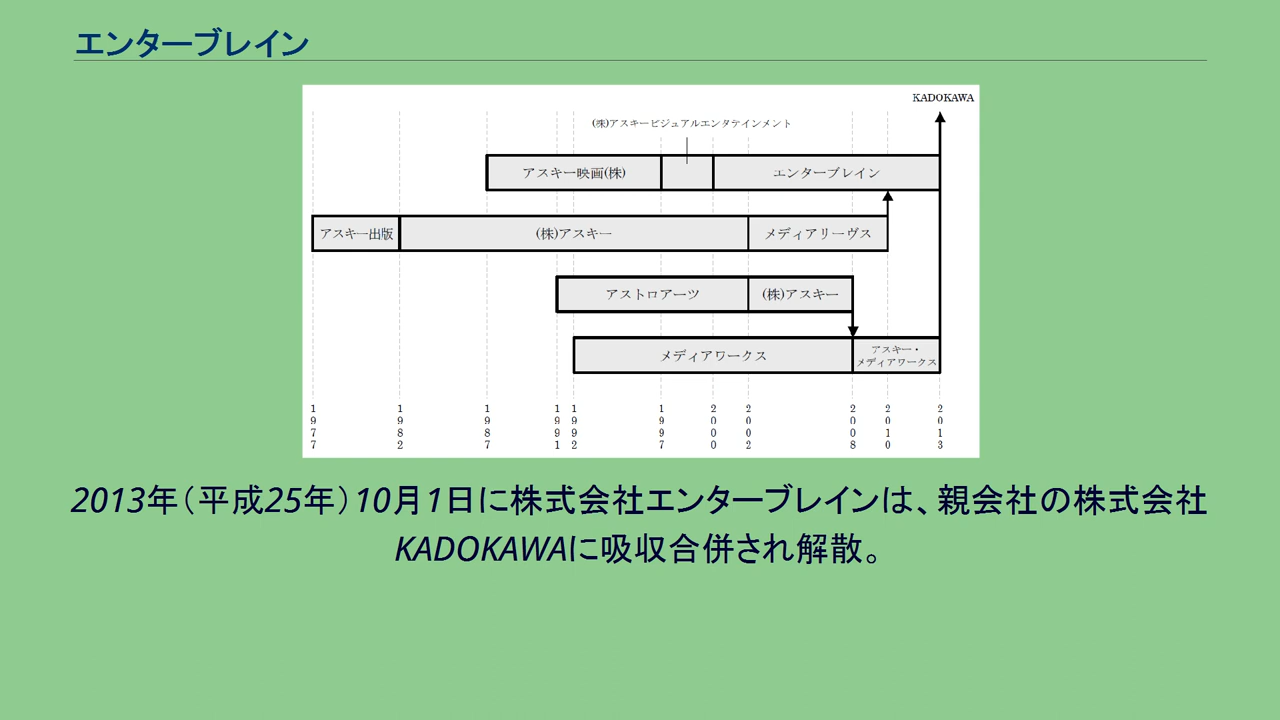 エンターブレイン
KADOKAWA
(株)アスキービジュアルエンタテインメント
アスキー映画(株)
エンターブレイン
アスキー出版
(株)アスキー
メディアリーヴス
アストロアーツ
(株)アスキー
メディアワークス
アスキー・
メディアワークス
1977
1982
1987
1991
1992
1997
2000
2002
2008
2010
2013
2013年（平成25年）10月1日に株式会社エンターブレインは、親会社の株式会社
KADOKAWAに吸収合併され解散。